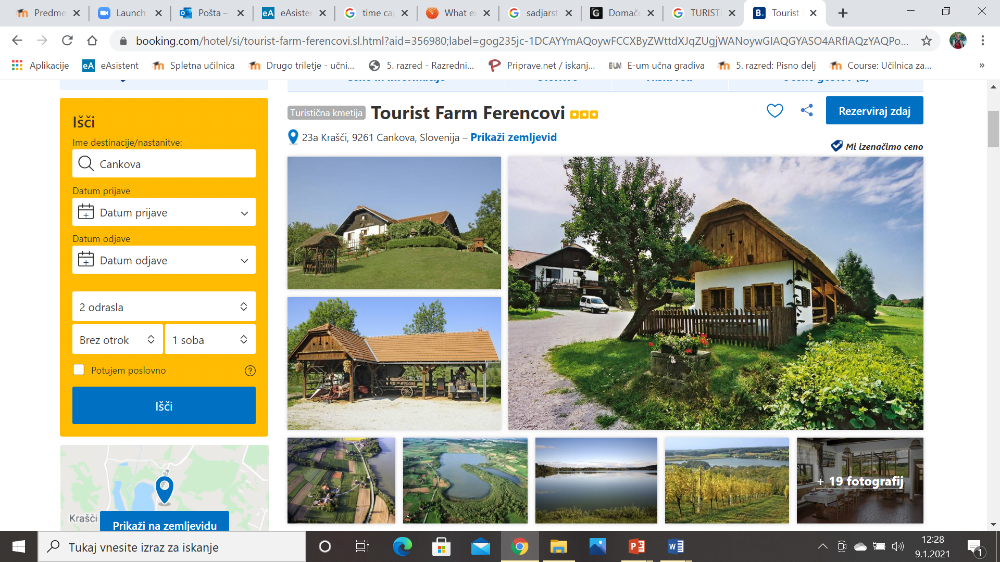 Predme
Launch
Pošta –
eAsister
time ca
What e
sadjarst
Domače
TURISTI
Tourist
booking.com/hotel/si/tourist-farm-ferencovi.sl.html?aid=356980;label=gog235jc-1DCAYYmAQoywFCCXByZWttdXJqZUgjWANoywGIAQGYASO4ARfIAQzYAQPo...
Aplikacije
eAsistent
Spletna učilnica
Drugo triletje - učni...
5. razred - Razredni...
Priprave.net / iskanj...
E-um učna gradiva
5. razred: Pisno delj
Course: Učilnica za...
»
Išči
Ime destinacije/nastanitve:
Cankova
Datum prijave
Datum prijave
Datum odjave
Datum odjave
2 odrasla
Brez otrok
1 soba
Potujem poslovno
Išči
Krašči
Prikaži na zemljevidu
Turistična kmetija Tourist Farm Ferencovi
Rezerviraj zdaj
23a Krašči, 9261 Cankova, Slovenija – Prikaži zemljevid
Mi izenačimo ceno
+ 19 fotografij
Tukaj vnesite izraz za iskanje
12:28
9.1.2021
1